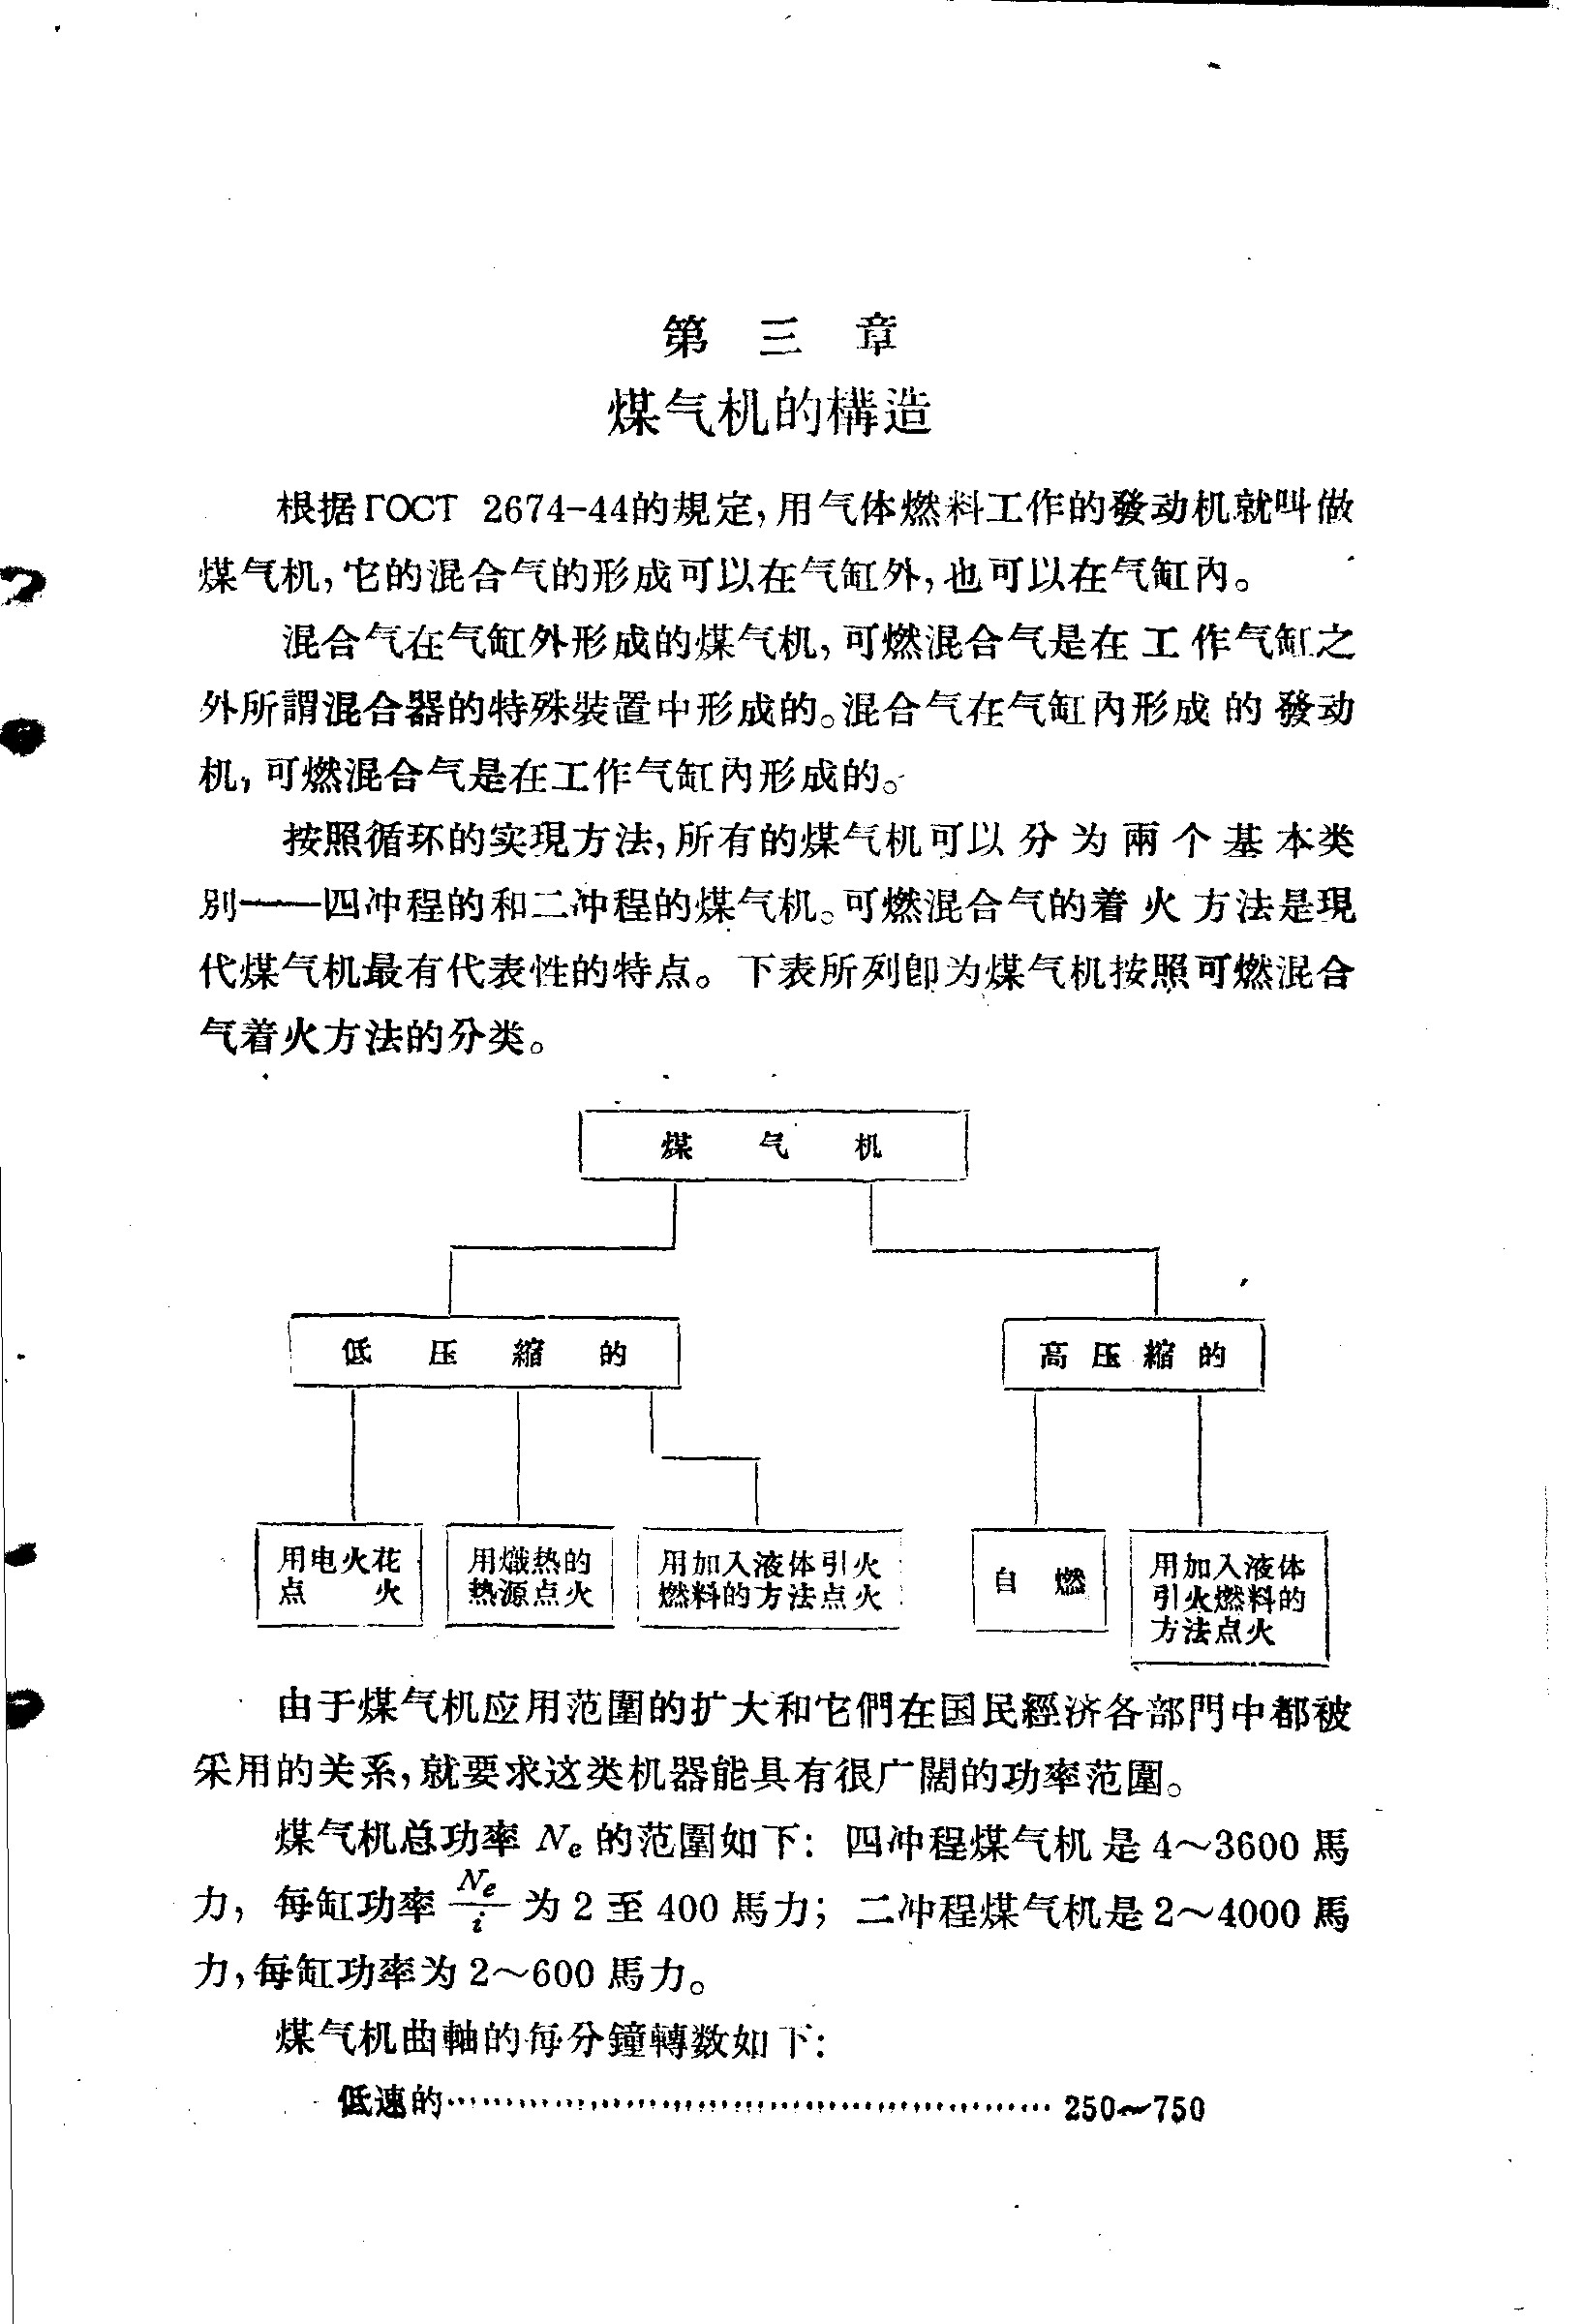 第三章
煤气机的構造
根据ГОСТ 2674-44的規定,用气体燃料工作的發动机就叫做
煤气机,它的混合气的形成可以在气缸外,也可以在气缸內。
混合气在气缸外形成的煤气机,可燃混合气是在工作气缸之
外所謂混合器的特殊裝置中形成的。混合气在气缸內形成的發动
机,可燃混合气是在工作气缸內形成的。
按照循环的实現方法,所有的煤气机可以分为兩个基本类
别——四冲程的和二冲程的煤气机。可燃混合气的着火方法是現
代煤气机最有代表性的特点。下表所列卽为煤气机按照可燃混合
气着火方法的分类。
煤气机
低压縮的
高压縮的
用电火花
点火
用熾热的
热源点火
用加入液体引火
燃料的方法点火
自燃
用加入液体
引火燃料的
方法点火
由于煤气机应用范圍的扩大和它們在国民經济各部門中都被
采用的关系,就要求这类机器能具有很广闊的功率范圍。
煤气机总功率 Nₑ 的范圍如下: 四冲程煤气机是 4～3600 馬
力, 每缸功率 Nₑ/i 为 2 至 400 馬力; 二冲程煤气机是 2～4000 馬
力,每缸功率为 2～600 馬力。
煤气机曲軸的每分鐘轉数如下:
低速的…………………………………………… 250～750